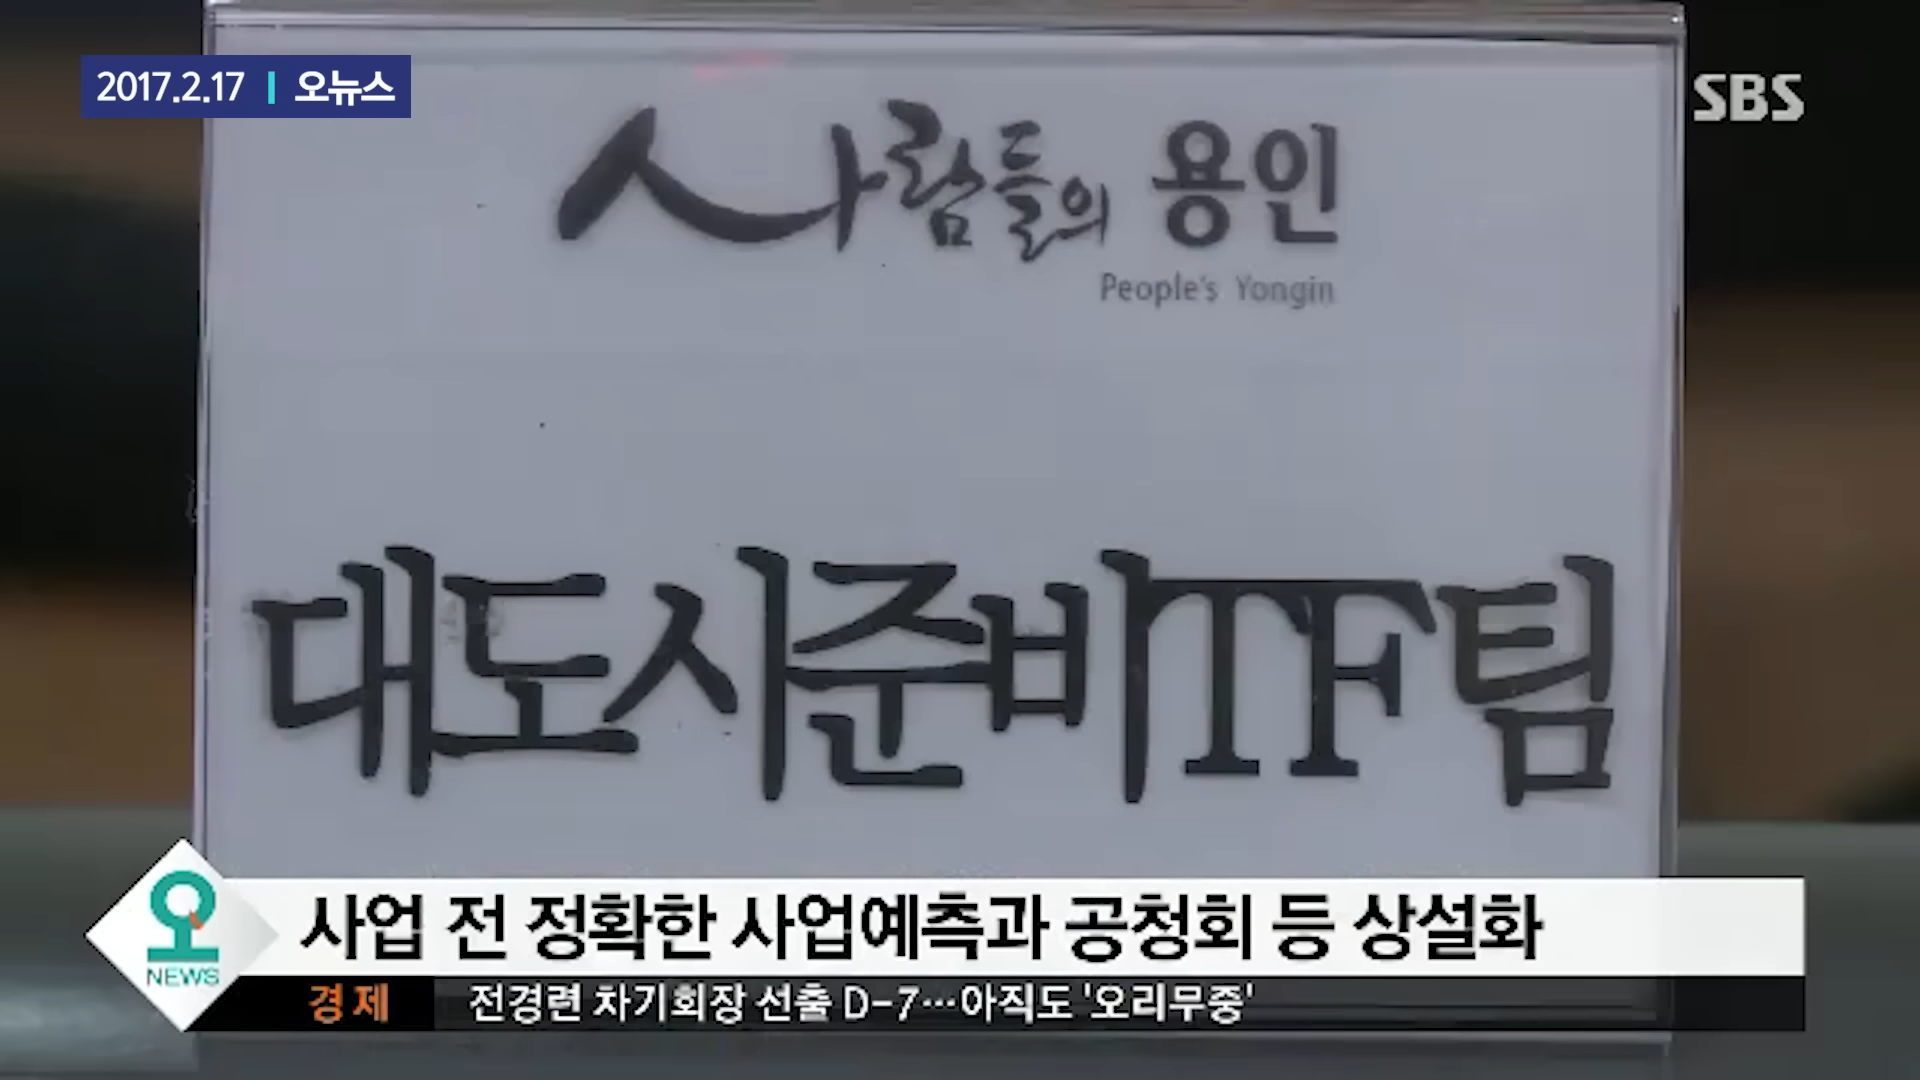 2017.2.17 | 오뉴스
SBS
사람들의 용인
People's Yongin
대도시준비TF팀
오
NEWS
사업 전 정확한 사업예측과 공청회 등 상설화
경제
전경련 차기회장 선출 D-7…아직도 '오리무중'